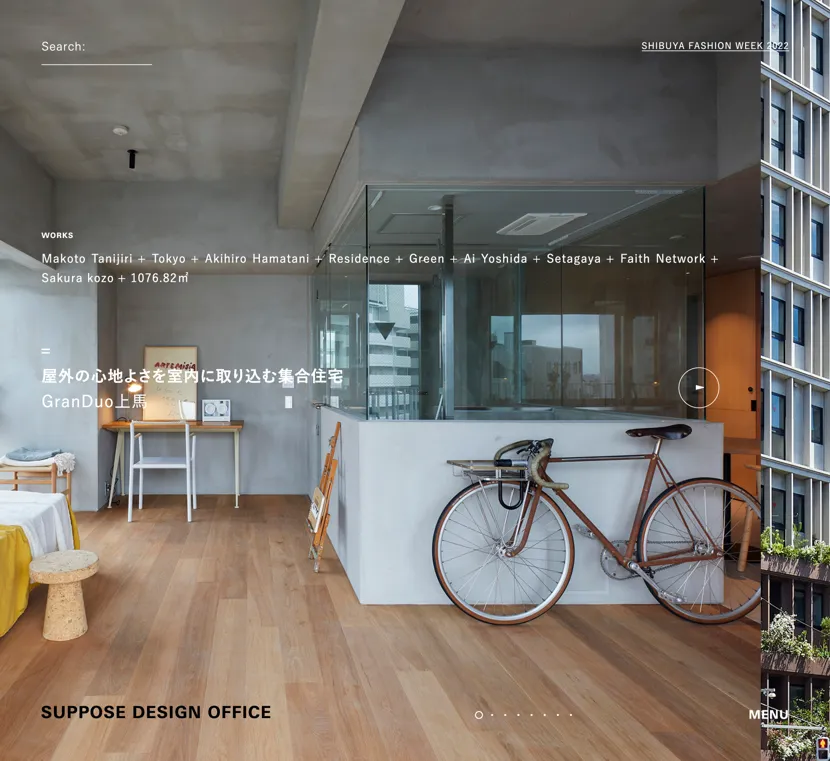 Search:
SHIBUYA FASHION WEEK 2022
WORKS
Makoto Tanijiri + Tokyo + Akihiro Hamatani + Residence + Green + Ai Yoshida + Setagaya + Faith Network +
Sakura kozo + 1076.82㎡
=
屋外の心地よさを室内に取り込む集合住宅
GranDuo上馬
SUPPOSE DESIGN OFFICE
MENU